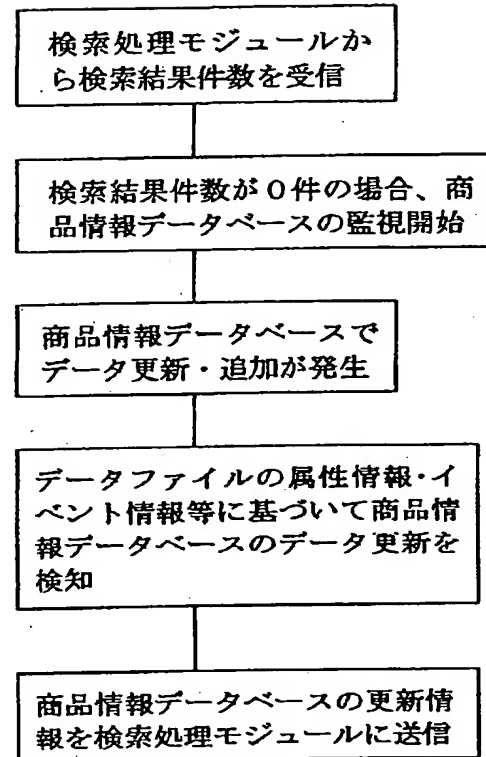 検索処理モジュールか
ら検索結果件数を受信
検索結果件数が0件の場合、商
品情報データベースの監視開始
商品情報データベースで
データ更新・追加が発生
データファイルの属性情報・イ
ベント情報等に基づいて商品情
報データベースのデータ更新を
検知
商品情報データベースの更新情
報を検索処理モジュールに送信